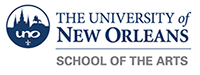 uno
THE UNIVERSITY of
NEW ORLEANS
SCHOOL OF THE ARTS